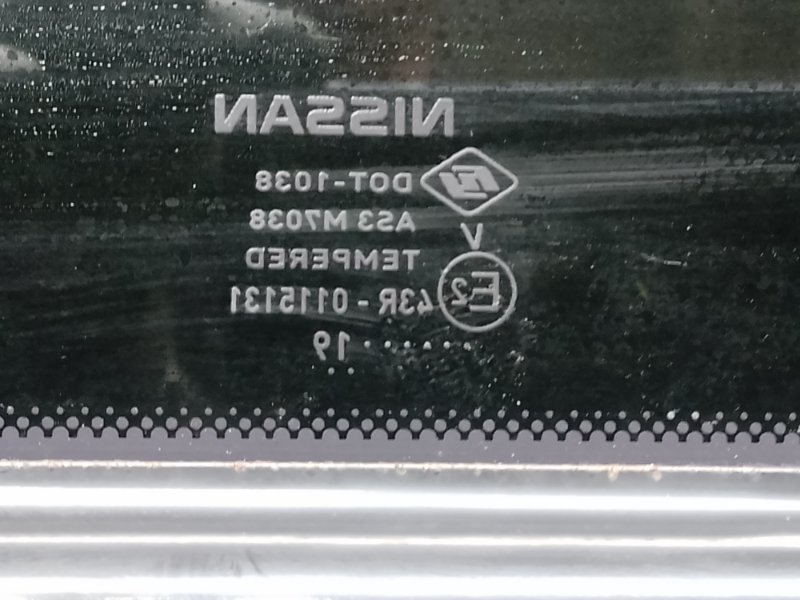 NISSAN
DOT-1038
AS3 M7038
V
TEMPERED
E2 43R - 0115131
·······19
··